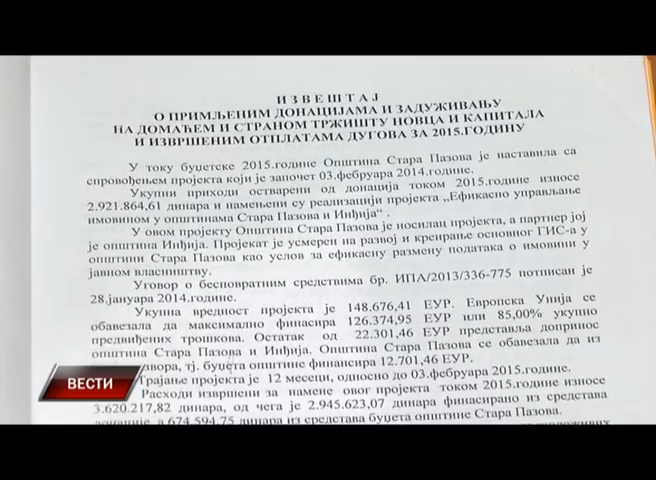 И З В Е Ш Т А Ј
О ПРИМЉЕНИМ ДОНАЦИЈАМА И ЗАДУЖИВАЊУ
НА ДОМАЋЕМ И СТРАНОМ ТРЖИШТУ НОВЦА И КАПИТАЛА
И ИЗВРШЕНИМ ОТПЛАТАМА ДУГОВА ЗА 2015.ГОДИНУ
У току буџетске 2015.године Општина Стара Пазова је наставила са
спровођењем пројекта који је започет 03.фебруара 2014.године.
Укупни приходи остварени од донација током 2015.године износе
2.921.864,61 динара и намењени су реализацији пројекта „Ефикасно управљање
имовином у општинама Стара Пазова и Инђија“ .
У овом пројекту Општина Стара Пазова је носилац пројекта, а партнер јој
је општина Инђија. Пројекат је усмерен на развој и креирање основног ГИС-а у
општини Стара Пазова као услов за ефикасну размену података о имовини у
јавном власништву.
Уговор о бесповратним средствима бр. ИПА/2013/336-775 потписан је
28.јануара 2014.године.
Укупна вредност пројекта је 148.676,41 ЕУР. Европска Унија се
обавезала да максимално финасира 126.374,95 ЕУР или 85,00% укупно
предвиђених трошкова. Остатак од 22.301,46 ЕУР представља допринос
општина Стара Пазова и Инђија. Општина Стара Пазова се обавезала да из
вора, тј. буџета општине финансира 12.701,46 ЕУР.
Трајање пројекта је 12 месеци, односно до 03.фебруара 2015.године.
ВЕСТИ
Расходи извршени за намене овог пројекта током 2015.године износе
3.620.217,82 динара, од чега је 2.945.623,07 динара финасирано из средстава
донације, а 674.594,75 динара из средстава буџета општине Стара Пазова.